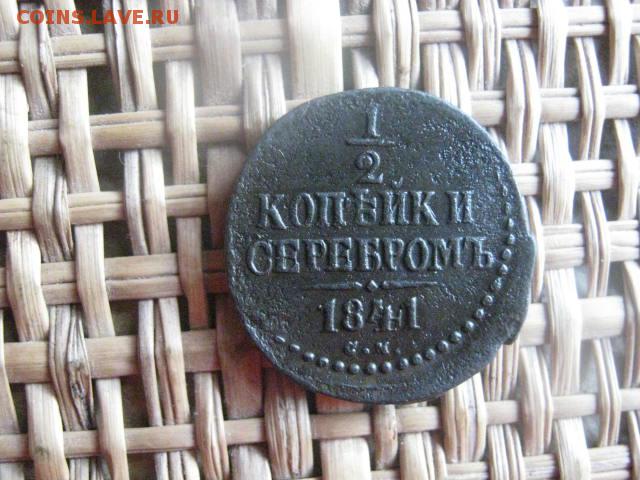 COINS.LAVE.RU
1/2
КОПѢЙКИ
СЕРЕБРОМЪ
1841
С.М.